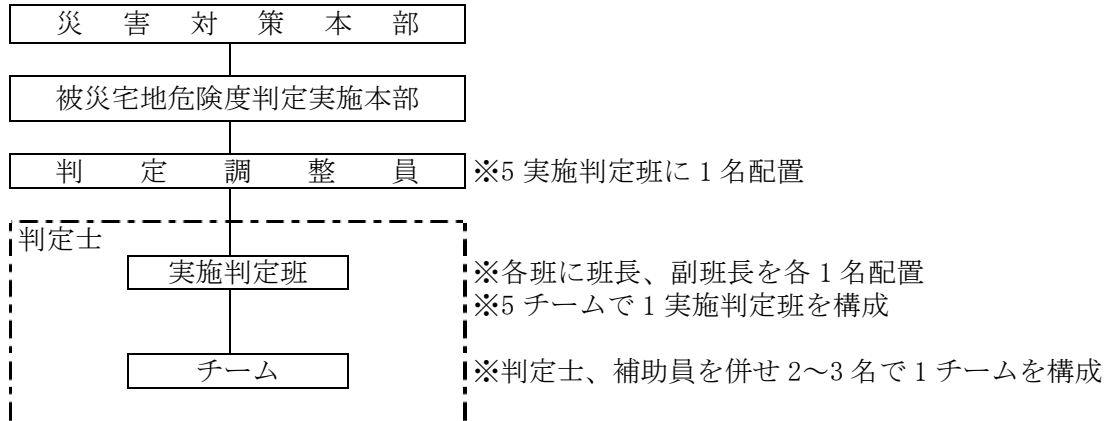 災害対策本部
被災宅地危険度判定実施本部
判定調整員 ※5 実施判定班に 1 名配置
判定士
実施判定班 ※各班に班長、副班長を各 1 名配置
※5 チームで 1 実施判定班を構成
チーム ※判定士、補助員を併せ 2～3 名で 1 チームを構成